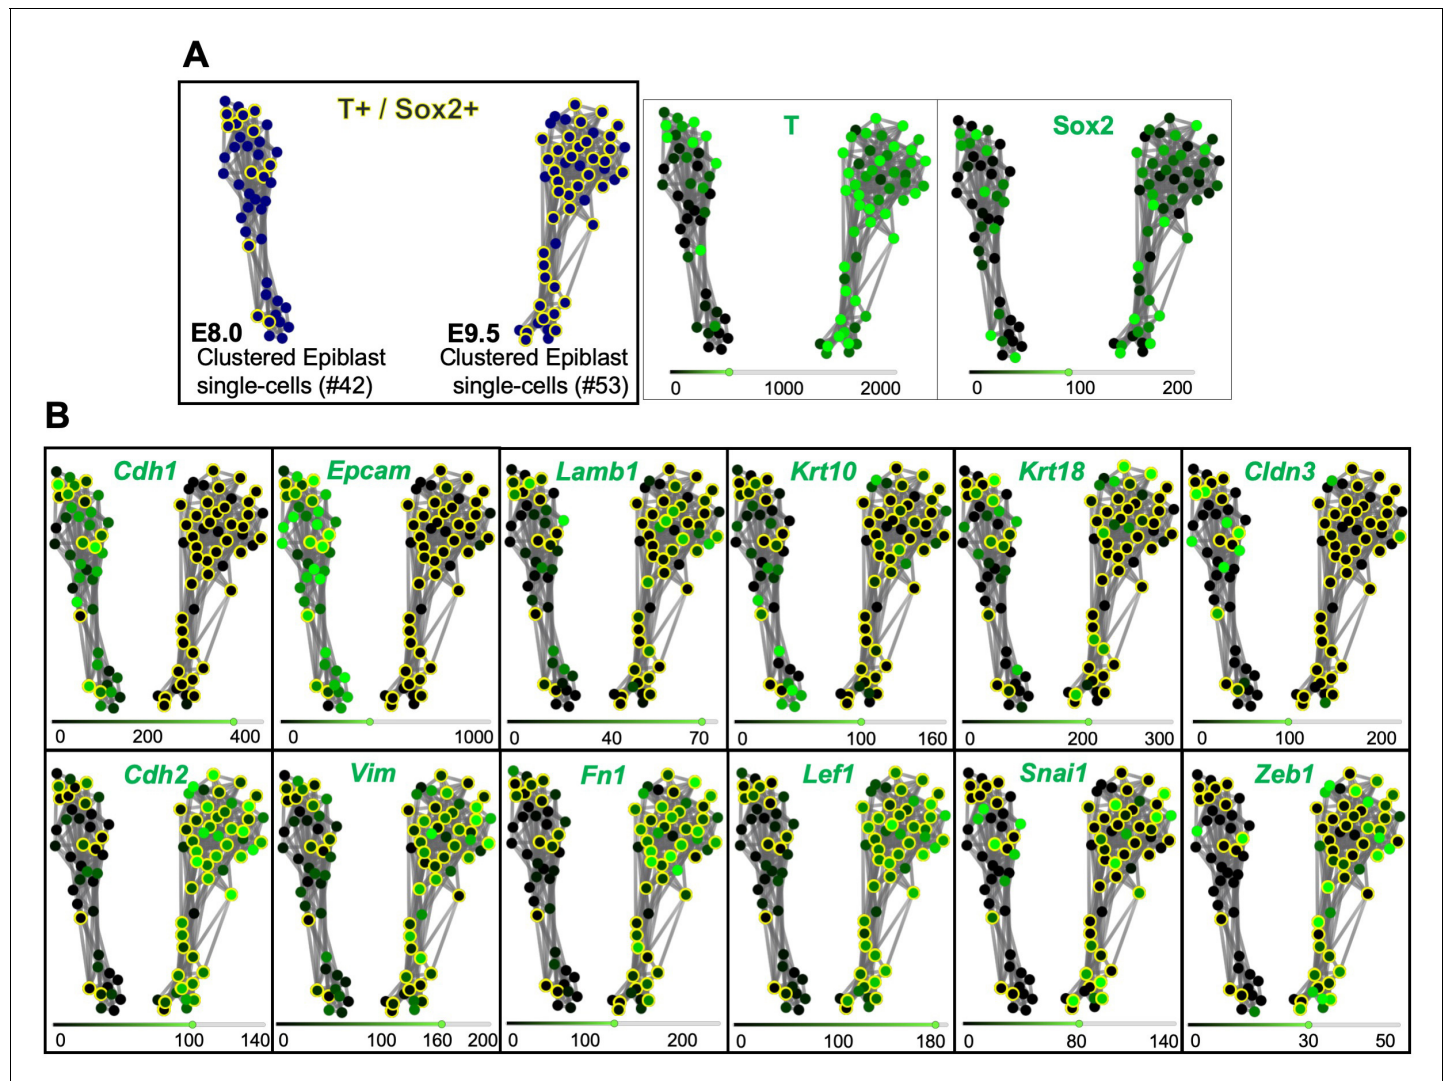 A
T+ / Sox2+
E8.0
Clustered Epiblast
single-cells (#42)
E9.5
Clustered Epiblast
single-cells (#53)
T
0 1000 2000
Sox2
0 100 200
B
Cdh1
0 200 400
Epcam
0 1000
Lamb1
0 40 70
Krt10
0 100 160
Krt18
0 200 300
Cldn3
0 100 200
Cdh2
0 100 140
Vim
0 100 160 200
Fn1
0 100 200
Lef1
0 100 180
Snai1
0 80 140
Zeb1
0 30 50